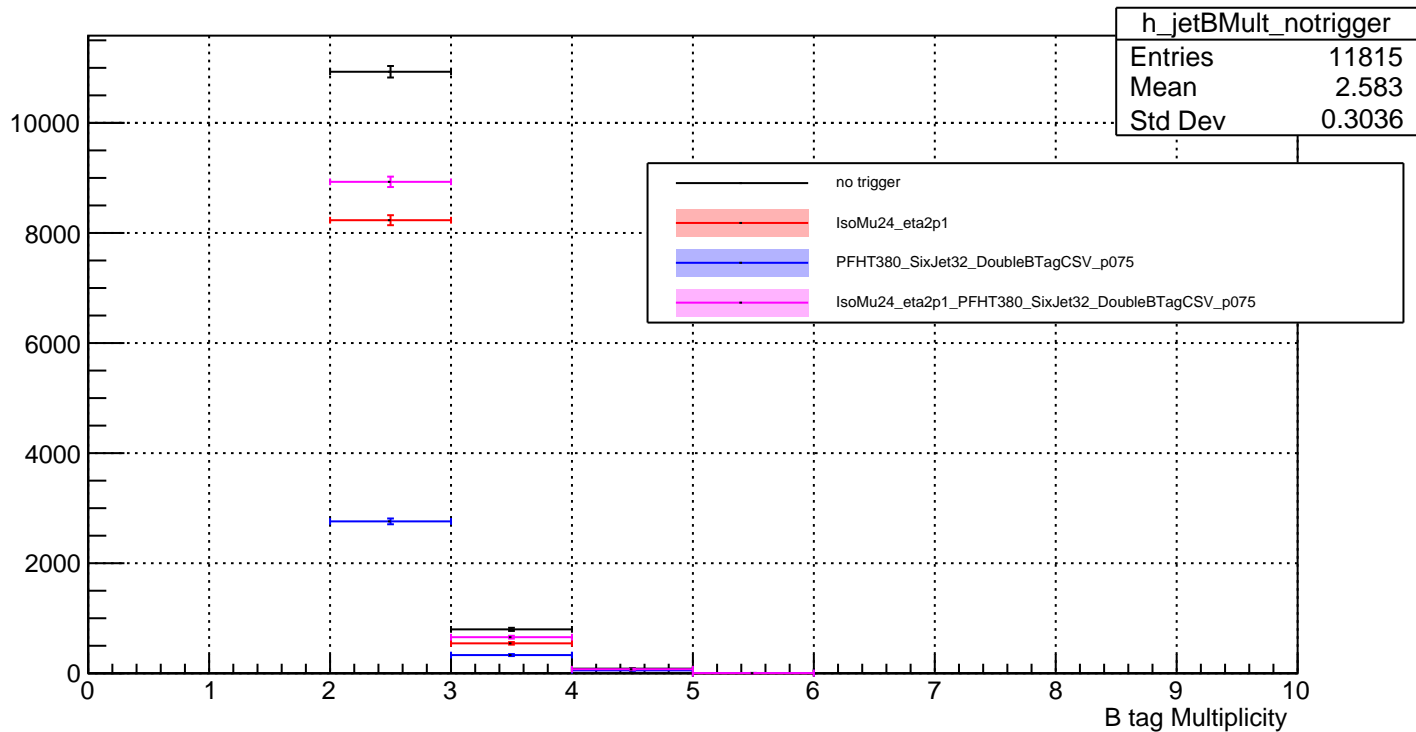 h_jetBMult_notrigger
Entries 11815
Mean 2.583
Std Dev 0.3036
no trigger
IsoMu24_eta2p1
PFHT380_SixJet32_DoubleBTagCSV_p075
IsoMu24_eta2p1_PFHT380_SixJet32_DoubleBTagCSV_p075
10000
8000
6000
4000
2000
0
0 1 2 3 4 5 6 7 8 9 10
B tag Multiplicity